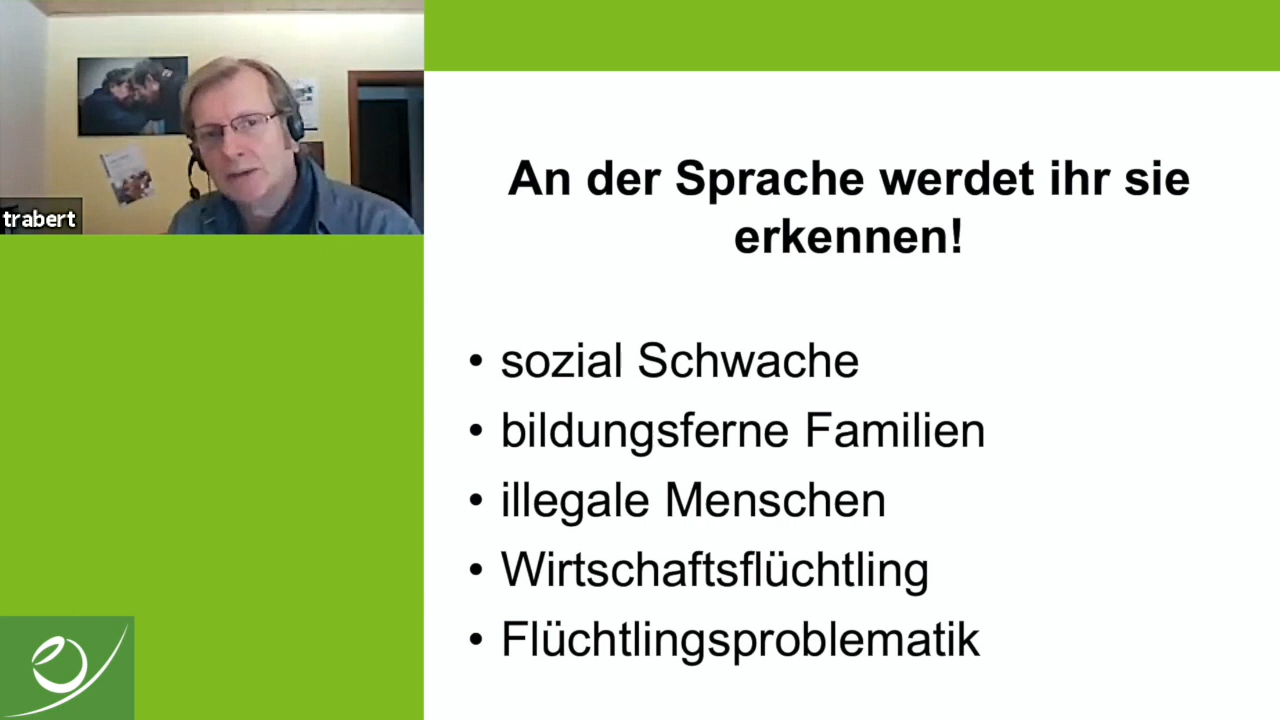 trabert
An der Sprache werdet ihr sie
erkennen!
• sozial Schwache
• bildungsferne Familien
• illegale Menschen
• Wirtschaftsflüchtling
• Flüchtlingsproblematik